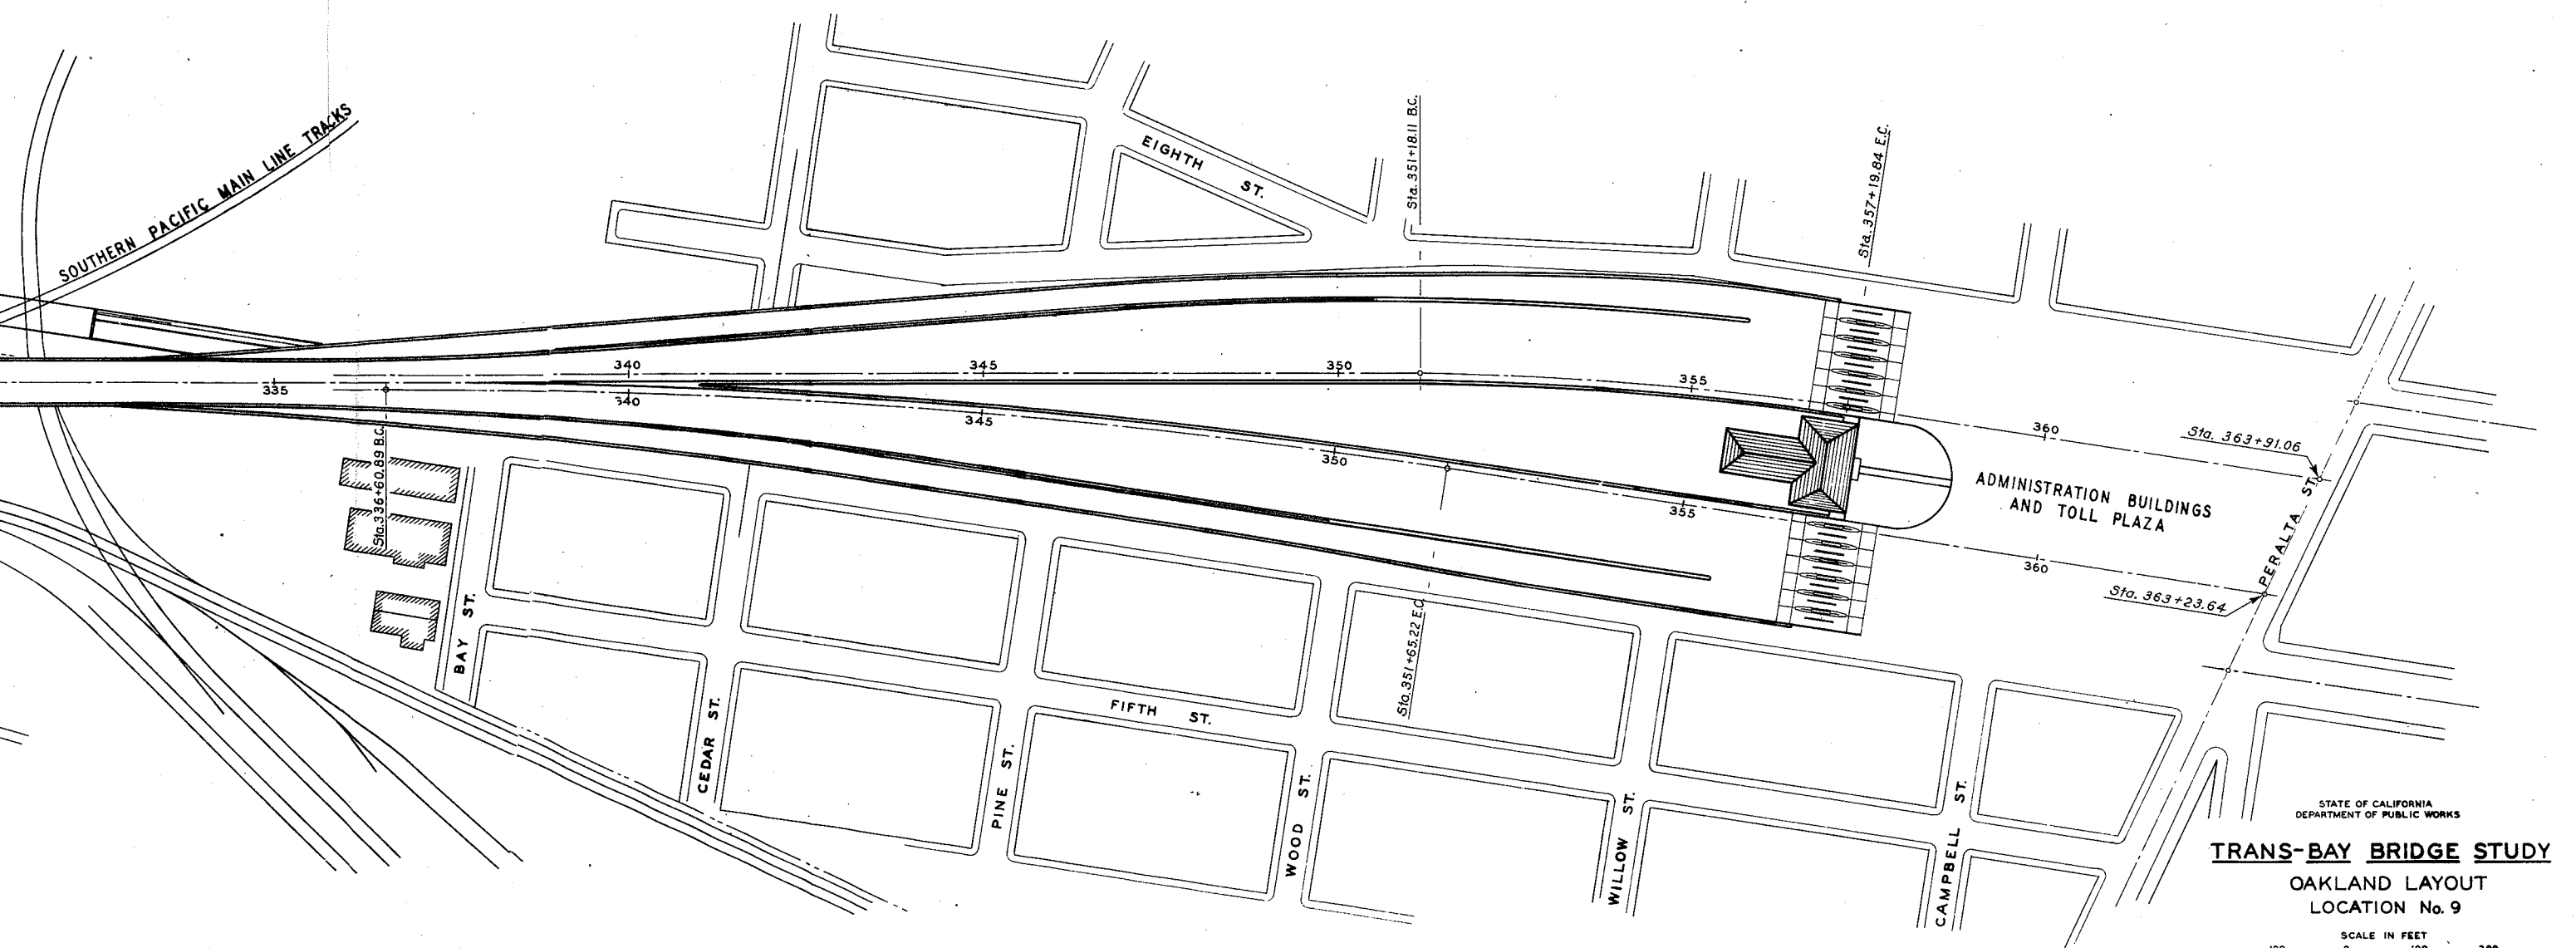 SOUTHERN PACIFIC MAIN LINE TRACKS
EIGHTH ST.
Sta. 351+18.11 B.C.
Sta. 357+19.84 E.C.
335
340
345
350
355
360
340
345
350
355
360
Sta. 336+60.89 B.C.
Sta. 351+65.22 E.C.
Sta. 363+91.06
Sta. 363+23.64
ADMINISTRATION BUILDINGS
AND TOLL PLAZA
PERALTA ST.
BAY ST.
CEDAR ST.
PINE ST.
FIFTH ST.
WOOD ST.
WILLOW ST.
CAMPBELL ST.
STATE OF CALIFORNIA
DEPARTMENT OF PUBLIC WORKS
TRANS-BAY BRIDGE STUDY
OAKLAND LAYOUT
LOCATION No. 9
SCALE IN FEET